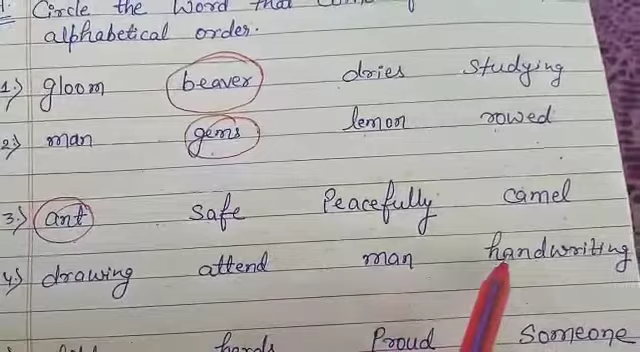 Circle the Word that
alphabetical order.
1) gloom beaver dries studying
2) man gems lemon rowed
3) ant safe Peacefully camel
4) drawing attend man handwriting
Proud Someone